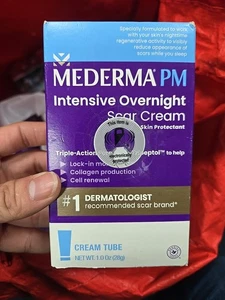 Specially formulated to work
with your skin's nighttime
regenerative activity to visibly
reduce appearance of
scars while you sleep
MEDERMA PM
Intensive Overnight
Scar Cream
Skin Protectant
Triple-Action
to help
Lock-in
Collagen production
Cell renewal
#1 DERMATOLOGIST
recommended scar brand*
CREAM TUBE
NET WT. 1.0 Oz (28g)